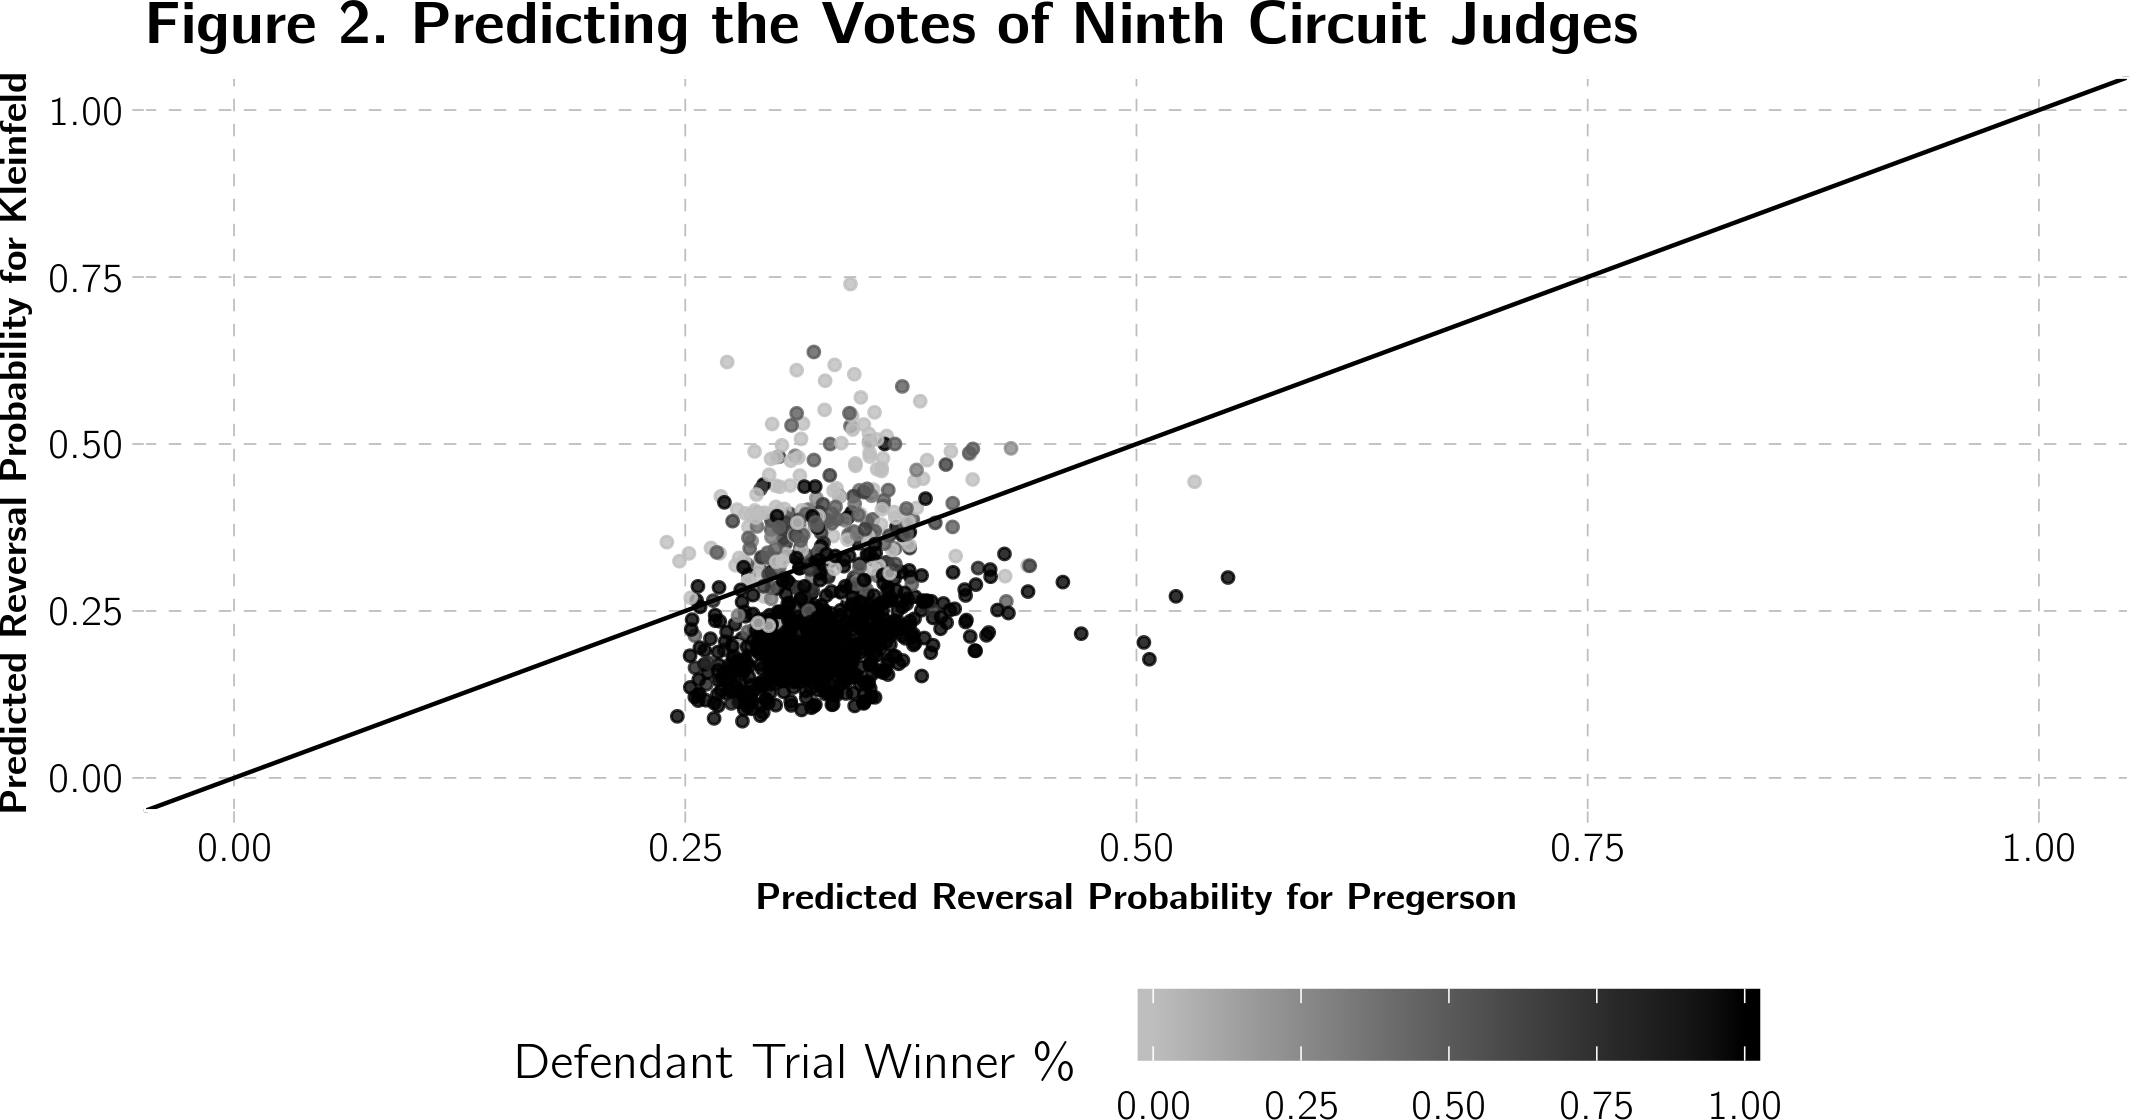 Figure 2. Predicting the Votes of Ninth Circuit Judges
Predicted Reversal Probability for Kleinfeld
1.00
0.75
0.50
0.25
0.00
0.00 0.25 0.50 0.75 1.00
Predicted Reversal Probability for Pregerson
Defendant Trial Winner %
0.00 0.25 0.50 0.75 1.00